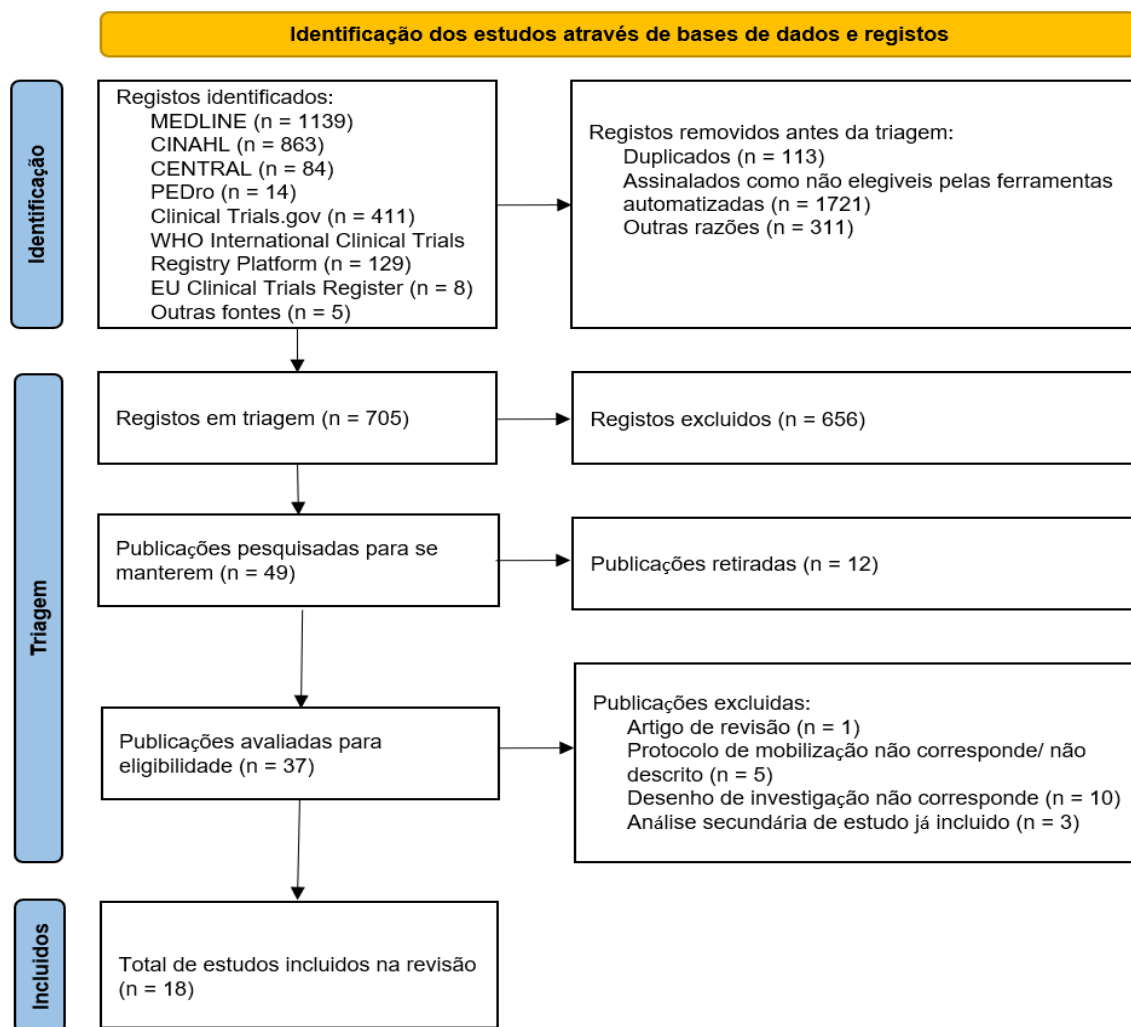 Identificação dos estudos através de bases de dados e registos
Identificação
Registos identificados:
MEDLINE (n = 1139)
CINAHL (n = 863)
CENTRAL (n = 84)
PEDro (n = 14)
Clinical Trials.gov (n = 411)
WHO International Clinical Trials
Registry Platform (n = 129)
EU Clinical Trials Register (n = 8)
Outras fontes (n = 5)
Registos removidos antes da triagem:
Duplicados (n = 113)
Assinalados como não elegiveis pelas ferramentas
automatizadas (n = 1721)
Outras razões (n = 311)
Triagem
Registos em triagem (n = 705)
Registos excluidos (n = 656)
Publicações pesquisadas para se
manterem (n = 49)
Publicações retiradas (n = 12)
Publicações avaliadas para
eligibilidade (n = 37)
Publicações excluidas:
Artigo de revisão (n = 1)
Protocolo de mobilização não corresponde/ não
descrito (n = 5)
Desenho de investigação não corresponde (n = 10)
Análise secundária de estudo já incluido (n = 3)
Incluidos
Total de estudos incluidos na revisão
(n = 18)